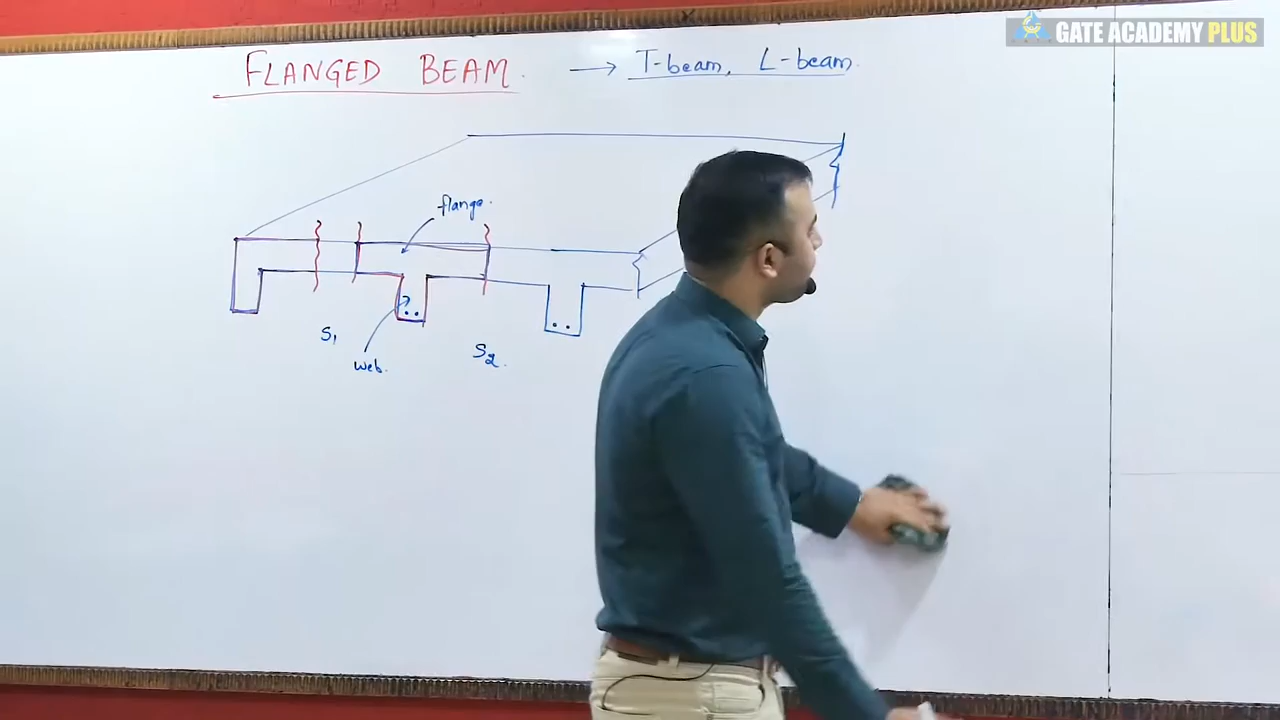 GATE ACADEMY PLUS
FLANGED BEAM. → T-beam, L-beam.
flange.
S1
web.
S2.